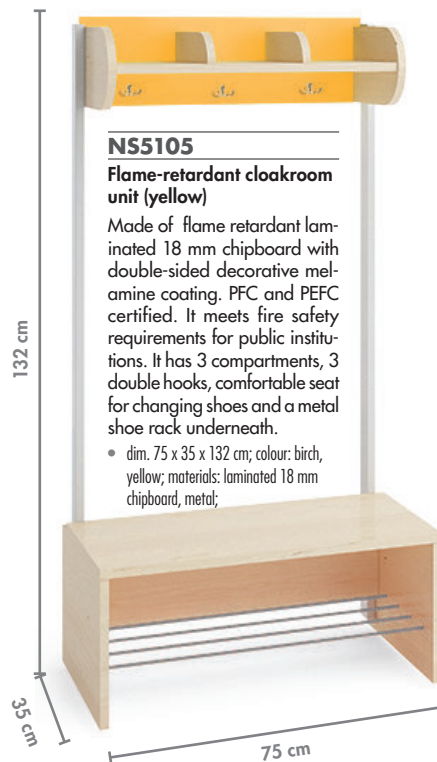 NS5105
Flame-retardant cloakroom
unit (yellow)
Made of flame retardant lam-
inated 18 mm chipboard with
double-sided decorative mel-
amine coating. PFC and PEFC
certified. It meets fire safety
requirements for public institu-
tions. It has 3 compartments, 3
double hooks, comfortable seat
for changing shoes and a metal
shoe rack underneath.
• dim. 75 x 35 x 132 cm; colour: birch,
yellow; materials: laminated 18 mm
chipboard, metal;
132 cm
35 cm
75 cm